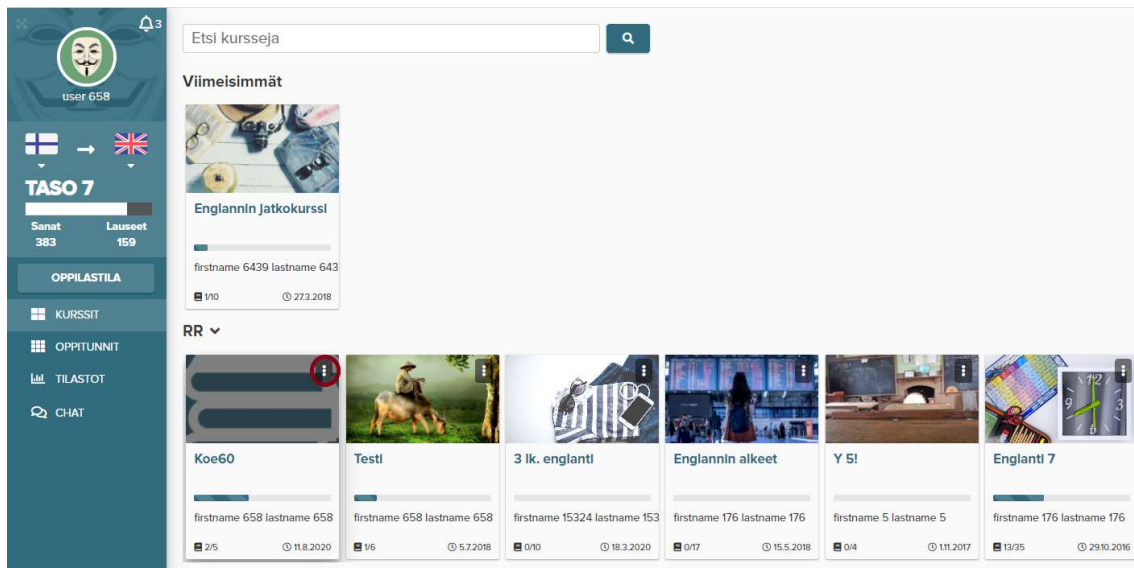 3
user 658
TASO 7
Sanat Lauseet
383 159
OPPILASTILA
KURSSIT
OPPITUNNIT
TILASTOT
CHAT
Etsi kursseja
Viimeisimmät
Englannin jatkokurssi
firstname 6439 lastname 643
1/10 27.3.2018
RR
Koe60
firstname 658 lastname 658
2/5 11.8.2020
Testi
firstname 658 lastname 658
1/6 5.7.2018
3 lk. englanti
firstname 15324 lastname 153
0/10 18.3.2020
Englannin alkeet
firstname 176 lastname 176
0/17 15.5.2018
Y 5!
firstname 5 lastname 5
0/4 1.11.2017
12
9 3
Englanti 7
firstname 176 lastname 176
13/35 29.10.2016